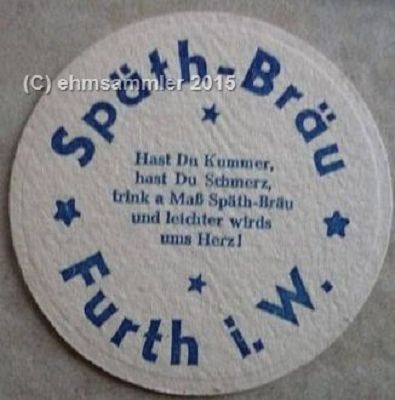 (C) ehmsammler 2015
Späth-Bräu
Hast Du Kummer,
hast Du Schmerz,
trink a Maß Späth-Bräu
und leichter wirds
ums Herz!
Furth i. W.